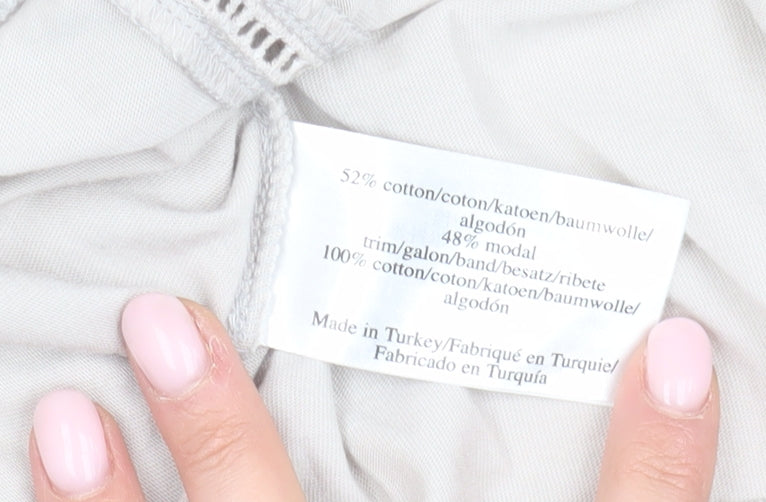 52% cotton/coton/katoen/baumwolle/
algodón
48% modal
trim/galon/band/besatz/ribete
100% cotton/coton/katoen/baumwolle/
algodón
Made in Turkey/Fabriqué en Turquie/
Fabricado en Turquía